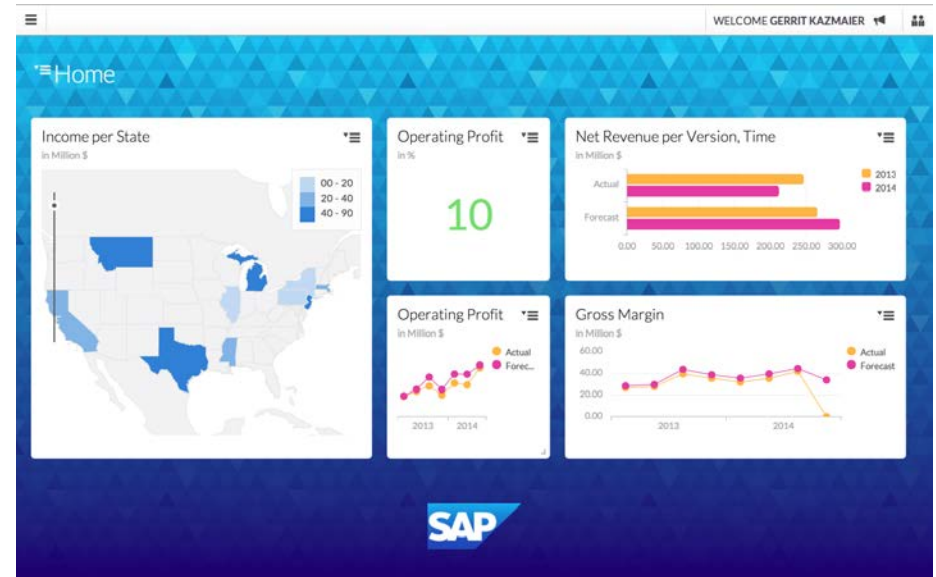 WELCOME GERRIT KAZMAIER
Home
Income per State
in Million $
00 - 20
20 - 40
40 - 90
Operating Profit
in %
10
Net Revenue per Version, Time
in Million $
2013
2014
Actual
Forecast
0.00 50.00 100.00 150.00 200.00 250.00 300.00
Operating Profit
in Million $
Actual
Forec...
2013 2014
Gross Margin
in Million $
60.00
40.00
20.00
0.00
Actual
Forecast
2013 2014
SAP